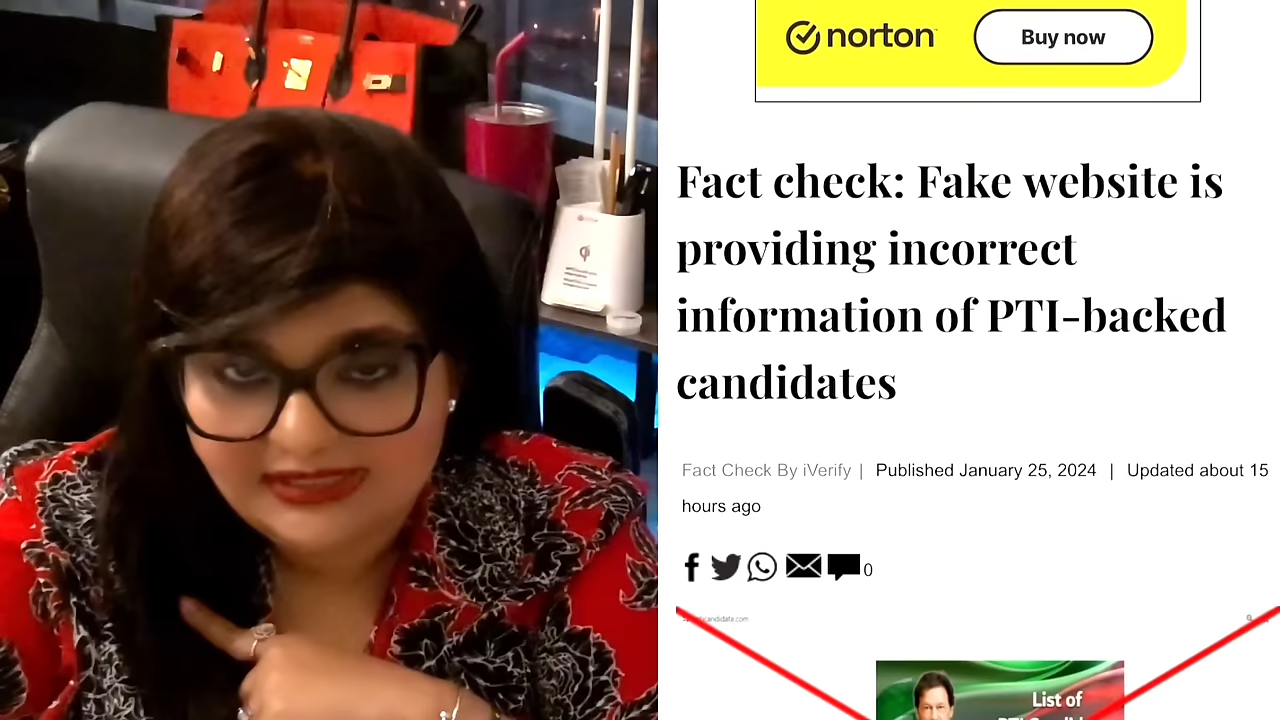 norton
Buy now
Fact check: Fake website is
providing incorrect
information of PTI-backed
candidates
Fact Check By iVerify | Published January 25, 2024 | Updated about 15
hours ago
0
List of